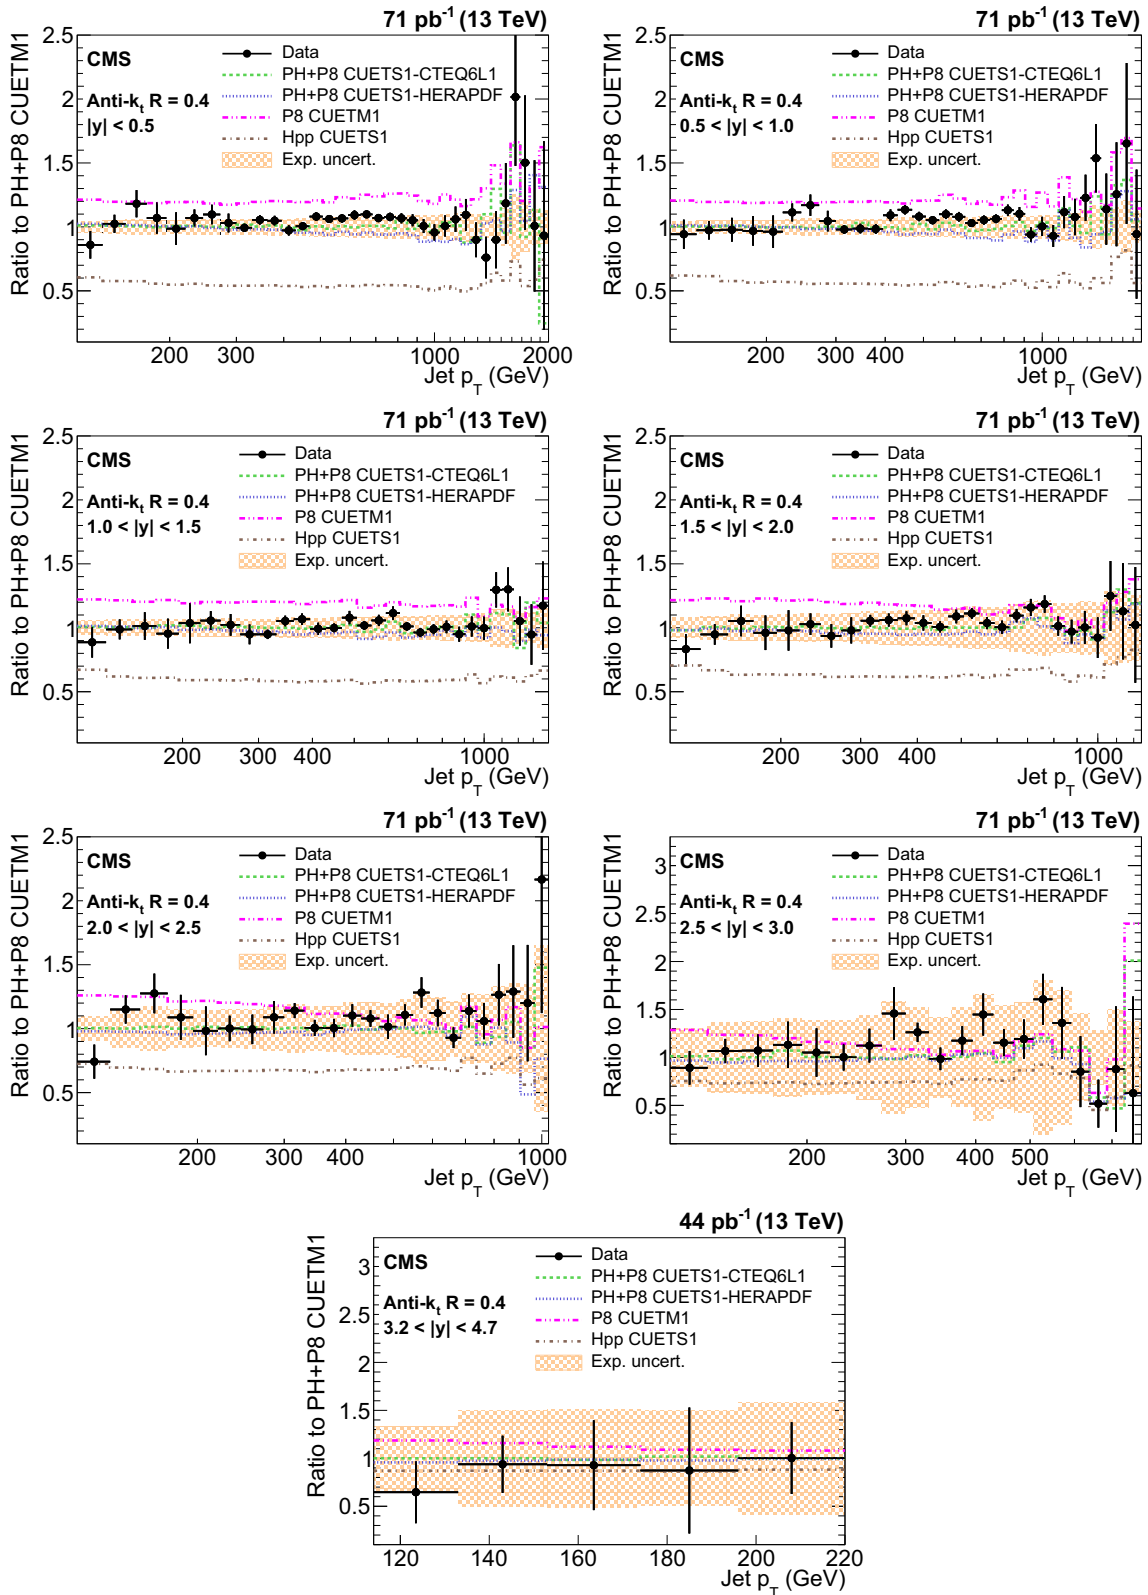 71 pb-1 (13 TeV)
Ratio to PH+P8 CUETM1
2.5
2
1.5
1
0.5
CMS
Anti-kt R = 0.4
|y| < 0.5
Data
PH+P8 CUETS1-CTEQ6L1
PH+P8 CUETS1-HERAPDF
P8 CUETM1
Hpp CUETS1
Exp. uncert.
200 300 1000 2000
Jet pT (GeV)
71 pb-1 (13 TeV)
Ratio to PH+P8 CUETM1
2.5
2
1.5
1
0.5
CMS
Anti-kt R = 0.4
0.5 < |y| < 1.0
Data
PH+P8 CUETS1-CTEQ6L1
PH+P8 CUETS1-HERAPDF
P8 CUETM1
Hpp CUETS1
Exp. uncert.
200 300 400 1000
Jet pT (GeV)
71 pb-1 (13 TeV)
Ratio to PH+P8 CUETM1
2.5
2
1.5
1
0.5
CMS
Anti-kt R = 0.4
1.0 < |y| < 1.5
Data
PH+P8 CUETS1-CTEQ6L1
PH+P8 CUETS1-HERAPDF
P8 CUETM1
Hpp CUETS1
Exp. uncert.
200 300 400 1000
Jet pT (GeV)
71 pb-1 (13 TeV)
Ratio to PH+P8 CUETM1
2.5
2
1.5
1
0.5
CMS
Anti-kt R = 0.4
1.5 < |y| < 2.0
Data
PH+P8 CUETS1-CTEQ6L1
PH+P8 CUETS1-HERAPDF
P8 CUETM1
Hpp CUETS1
Exp. uncert.
200 300 400 1000
Jet pT (GeV)
71 pb-1 (13 TeV)
Ratio to PH+P8 CUETM1
2.5
2
1.5
1
0.5
CMS
Anti-kt R = 0.4
2.0 < |y| < 2.5
Data
PH+P8 CUETS1-CTEQ6L1
PH+P8 CUETS1-HERAPDF
P8 CUETM1
Hpp CUETS1
Exp. uncert.
200 300 400 1000
Jet pT (GeV)
71 pb-1 (13 TeV)
Ratio to PH+P8 CUETM1
3
2.5
2
1.5
1
0.5
CMS
Anti-kt R = 0.4
2.5 < |y| < 3.0
Data
PH+P8 CUETS1-CTEQ6L1
PH+P8 CUETS1-HERAPDF
P8 CUETM1
Hpp CUETS1
Exp. uncert.
200 300 400 500
Jet pT (GeV)
44 pb-1 (13 TeV)
Ratio to PH+P8 CUETM1
3
2.5
2
1.5
1
0.5
CMS
Anti-kt R = 0.4
3.2 < |y| < 4.7
Data
PH+P8 CUETS1-CTEQ6L1
PH+P8 CUETS1-HERAPDF
P8 CUETM1
Hpp CUETS1
Exp. uncert.
120 140 160 180 200 220
Jet pT (GeV)